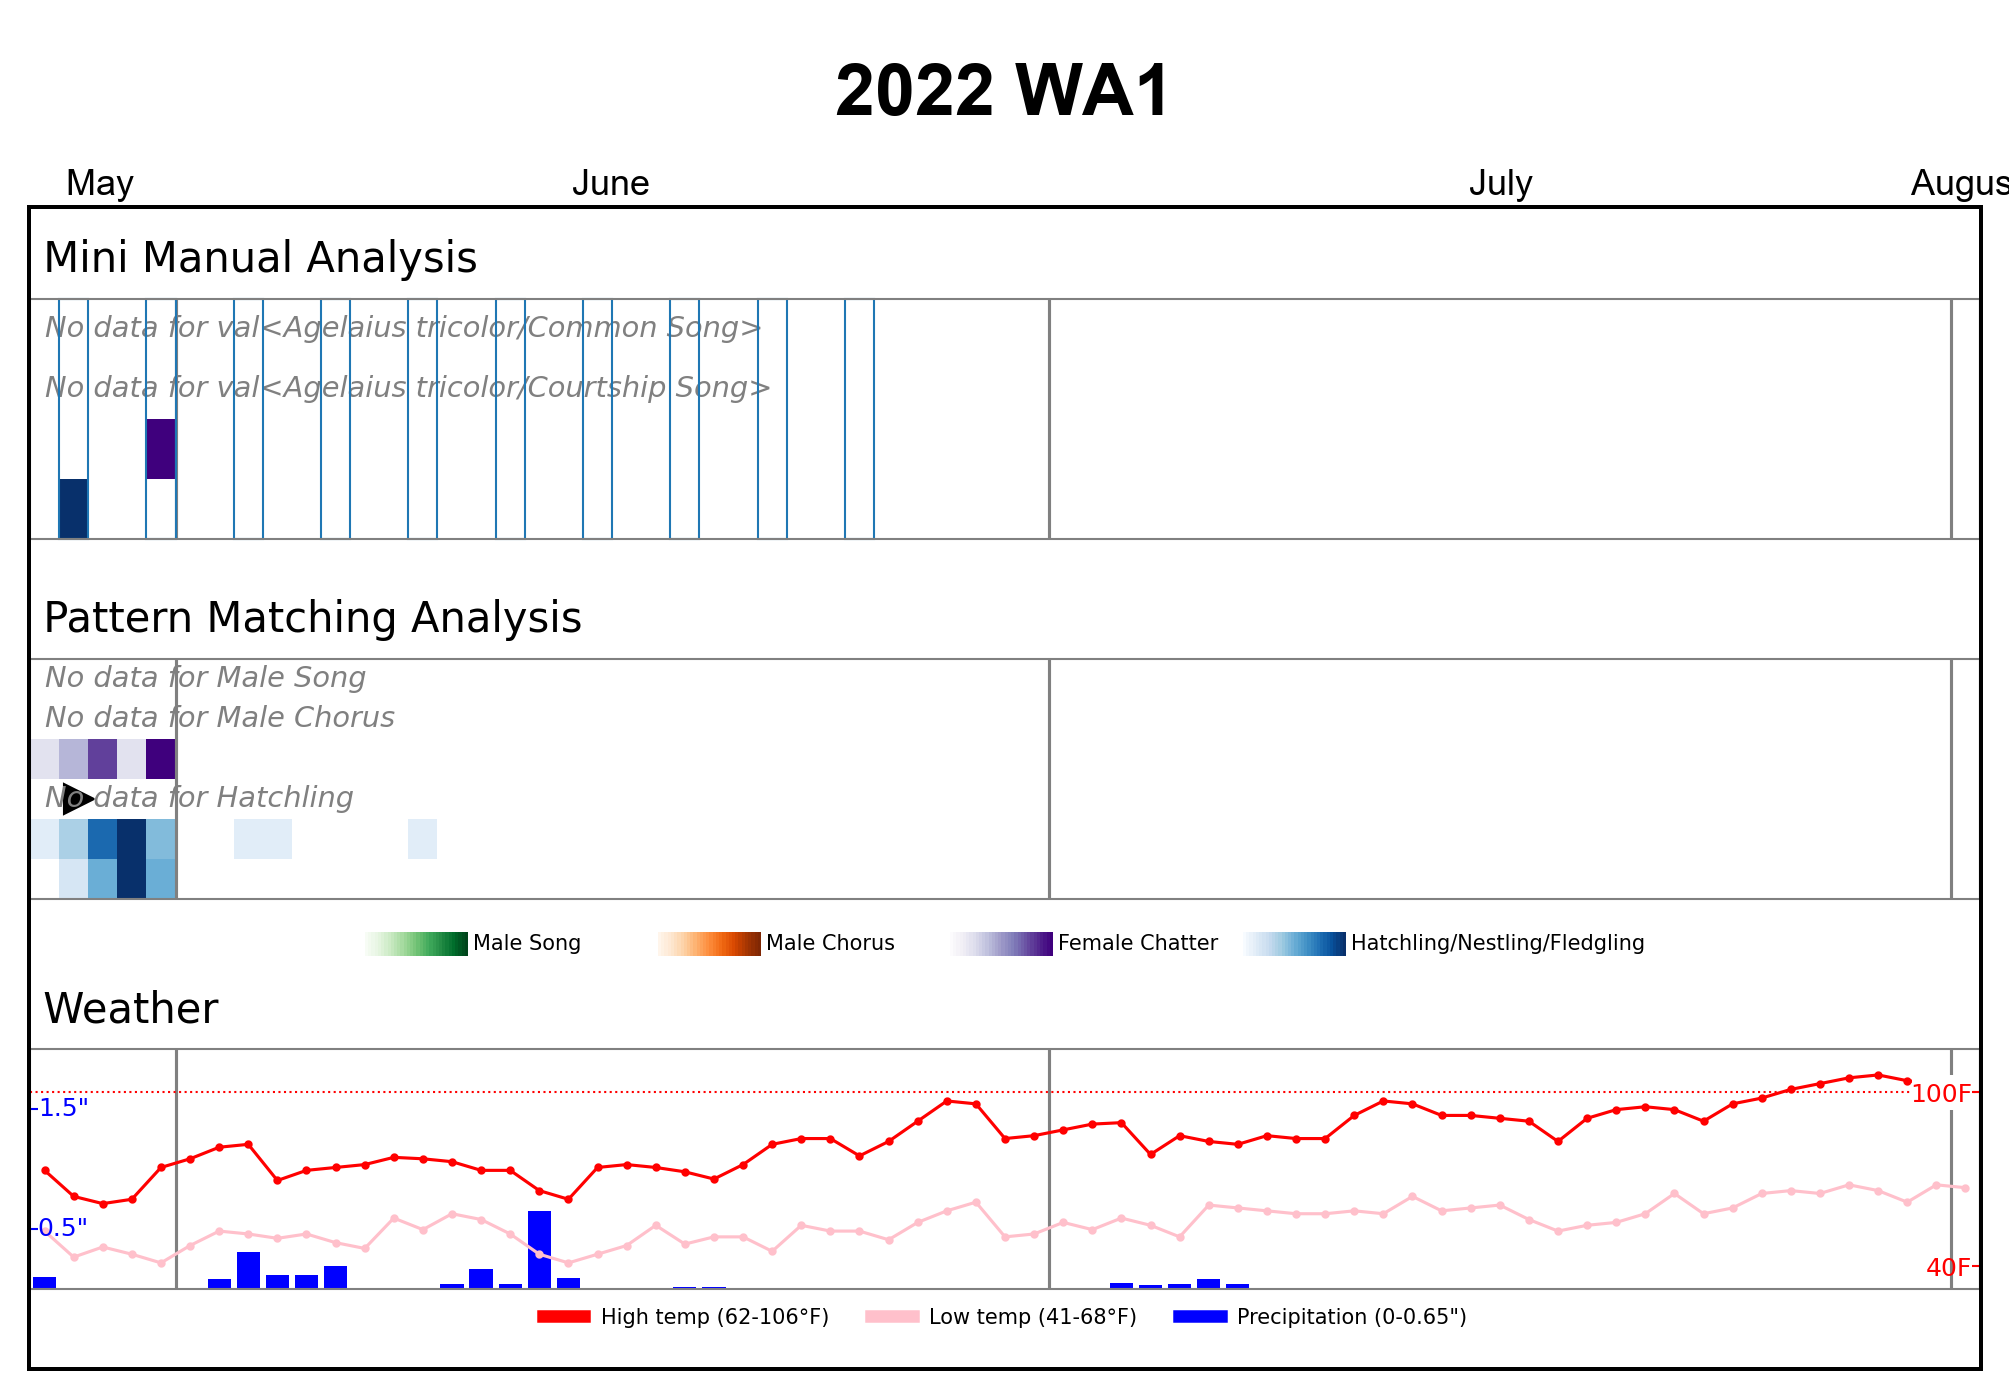 2022 WA1
May June July Augus
Mini Manual Analysis
No data for val<Agelaius tricolor/Common Song>
No data for val<Agelaius tricolor/Courtship Song>
Pattern Matching Analysis
No data for Male Song
No data for Male Chorus
No data for Hatchling
Male Song Male Chorus Female Chatter Hatchling/Nestling/Fledgling
Weather
1.5" 100F
0.5"
40F
High temp (62-106°F) Low temp (41-68°F) Precipitation (0-0.65")